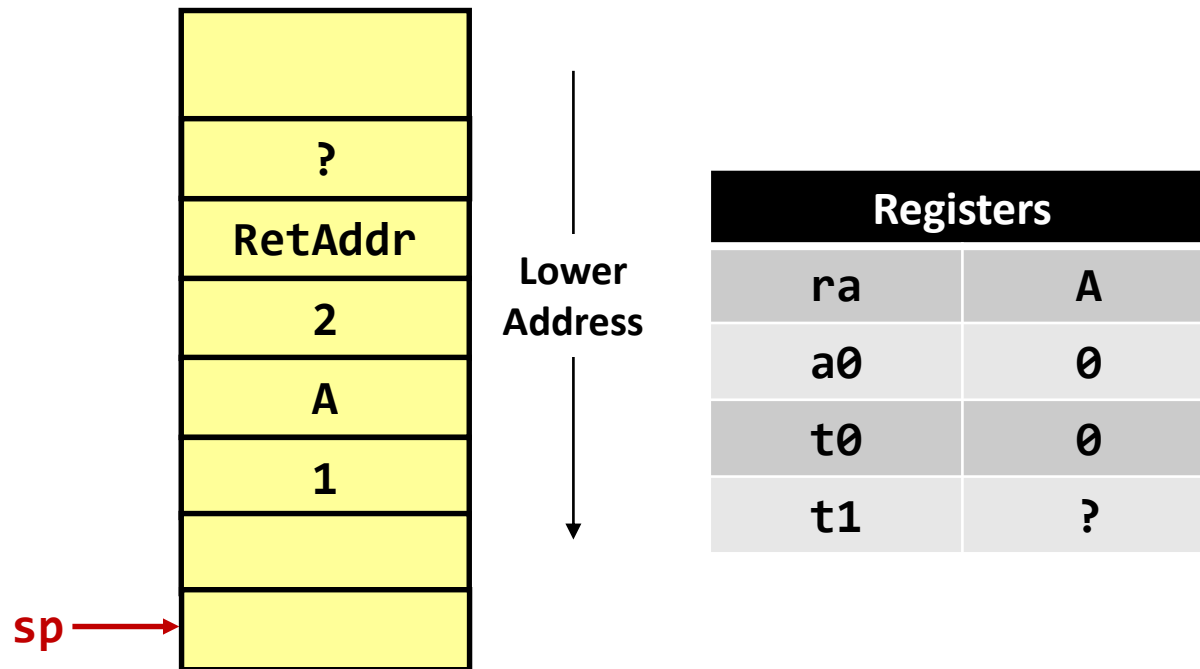 ?
RetAddr
2
A
1
sp
Lower
Address
Registers
ra A
a0 0
t0 0
t1 ?